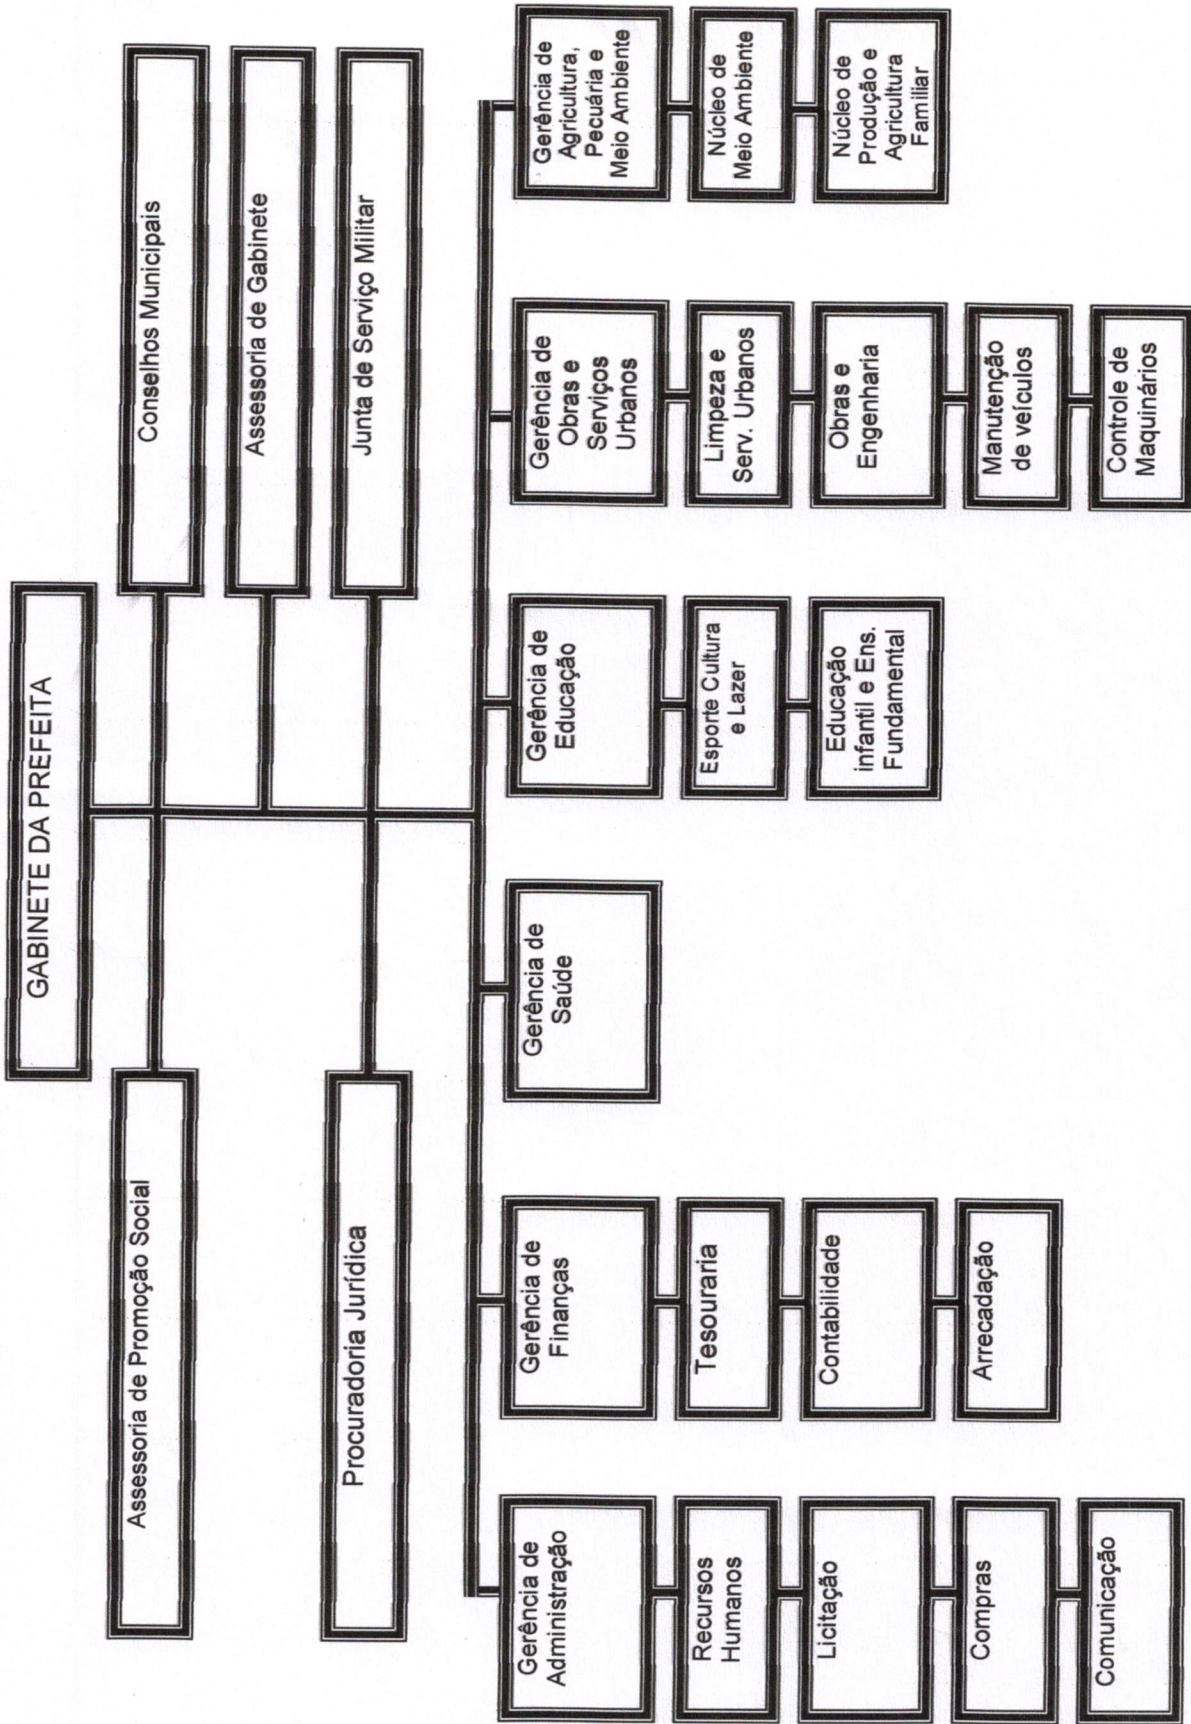 GABINETE DA PREFEITA
Assessoria de Promoção Social
Conselhos Municipais
Assessoria de Gabinete
Procuradoria Jurídica
Junta de Serviço Militar
Gerência de
Administração
Recursos
Humanos
Licitação
Compras
Comunicação
Gerência de
Finanças
Tesouraria
Contabilidade
Arrecadação
Gerência de
Saúde
Gerência de
Educação
Esporte Cultura
e Lazer
Educação
infantil e Ens.
Fundamental
Gerência de
Obras e
Serviços
Urbanos
Limpeza e
Serv. Urbanos
Obras e
Engenharia
Manutenção
de veículos
Controle de
Maquinários
Gerência de
Agricultura,
Pecuária e
Meio Ambiente
Núcleo de
Meio Ambiente
Núcleo de
Produção e
Agricultura
Familiar